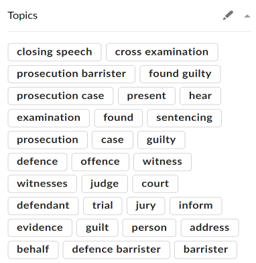 Topics
closing speech cross examination
prosecution barrister found guilty
prosecution case present hear
examination found sentencing
prosecution case guilty
defence offence witness
witnesses judge court
defendant trial jury inform
evidence guilt person address
behalf defence barrister barrister